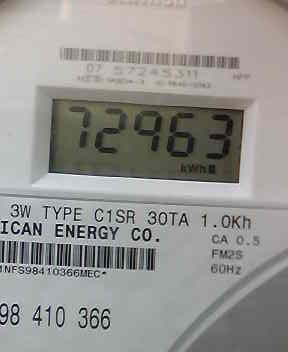 07 57245311
72963
kWh
3W TYPE C1SR 30TA 1.0Kh
ICAN ENERGY CO.
CA 0.5
FM2S
60Hz
1NFS98410366MEC*
98 410 366